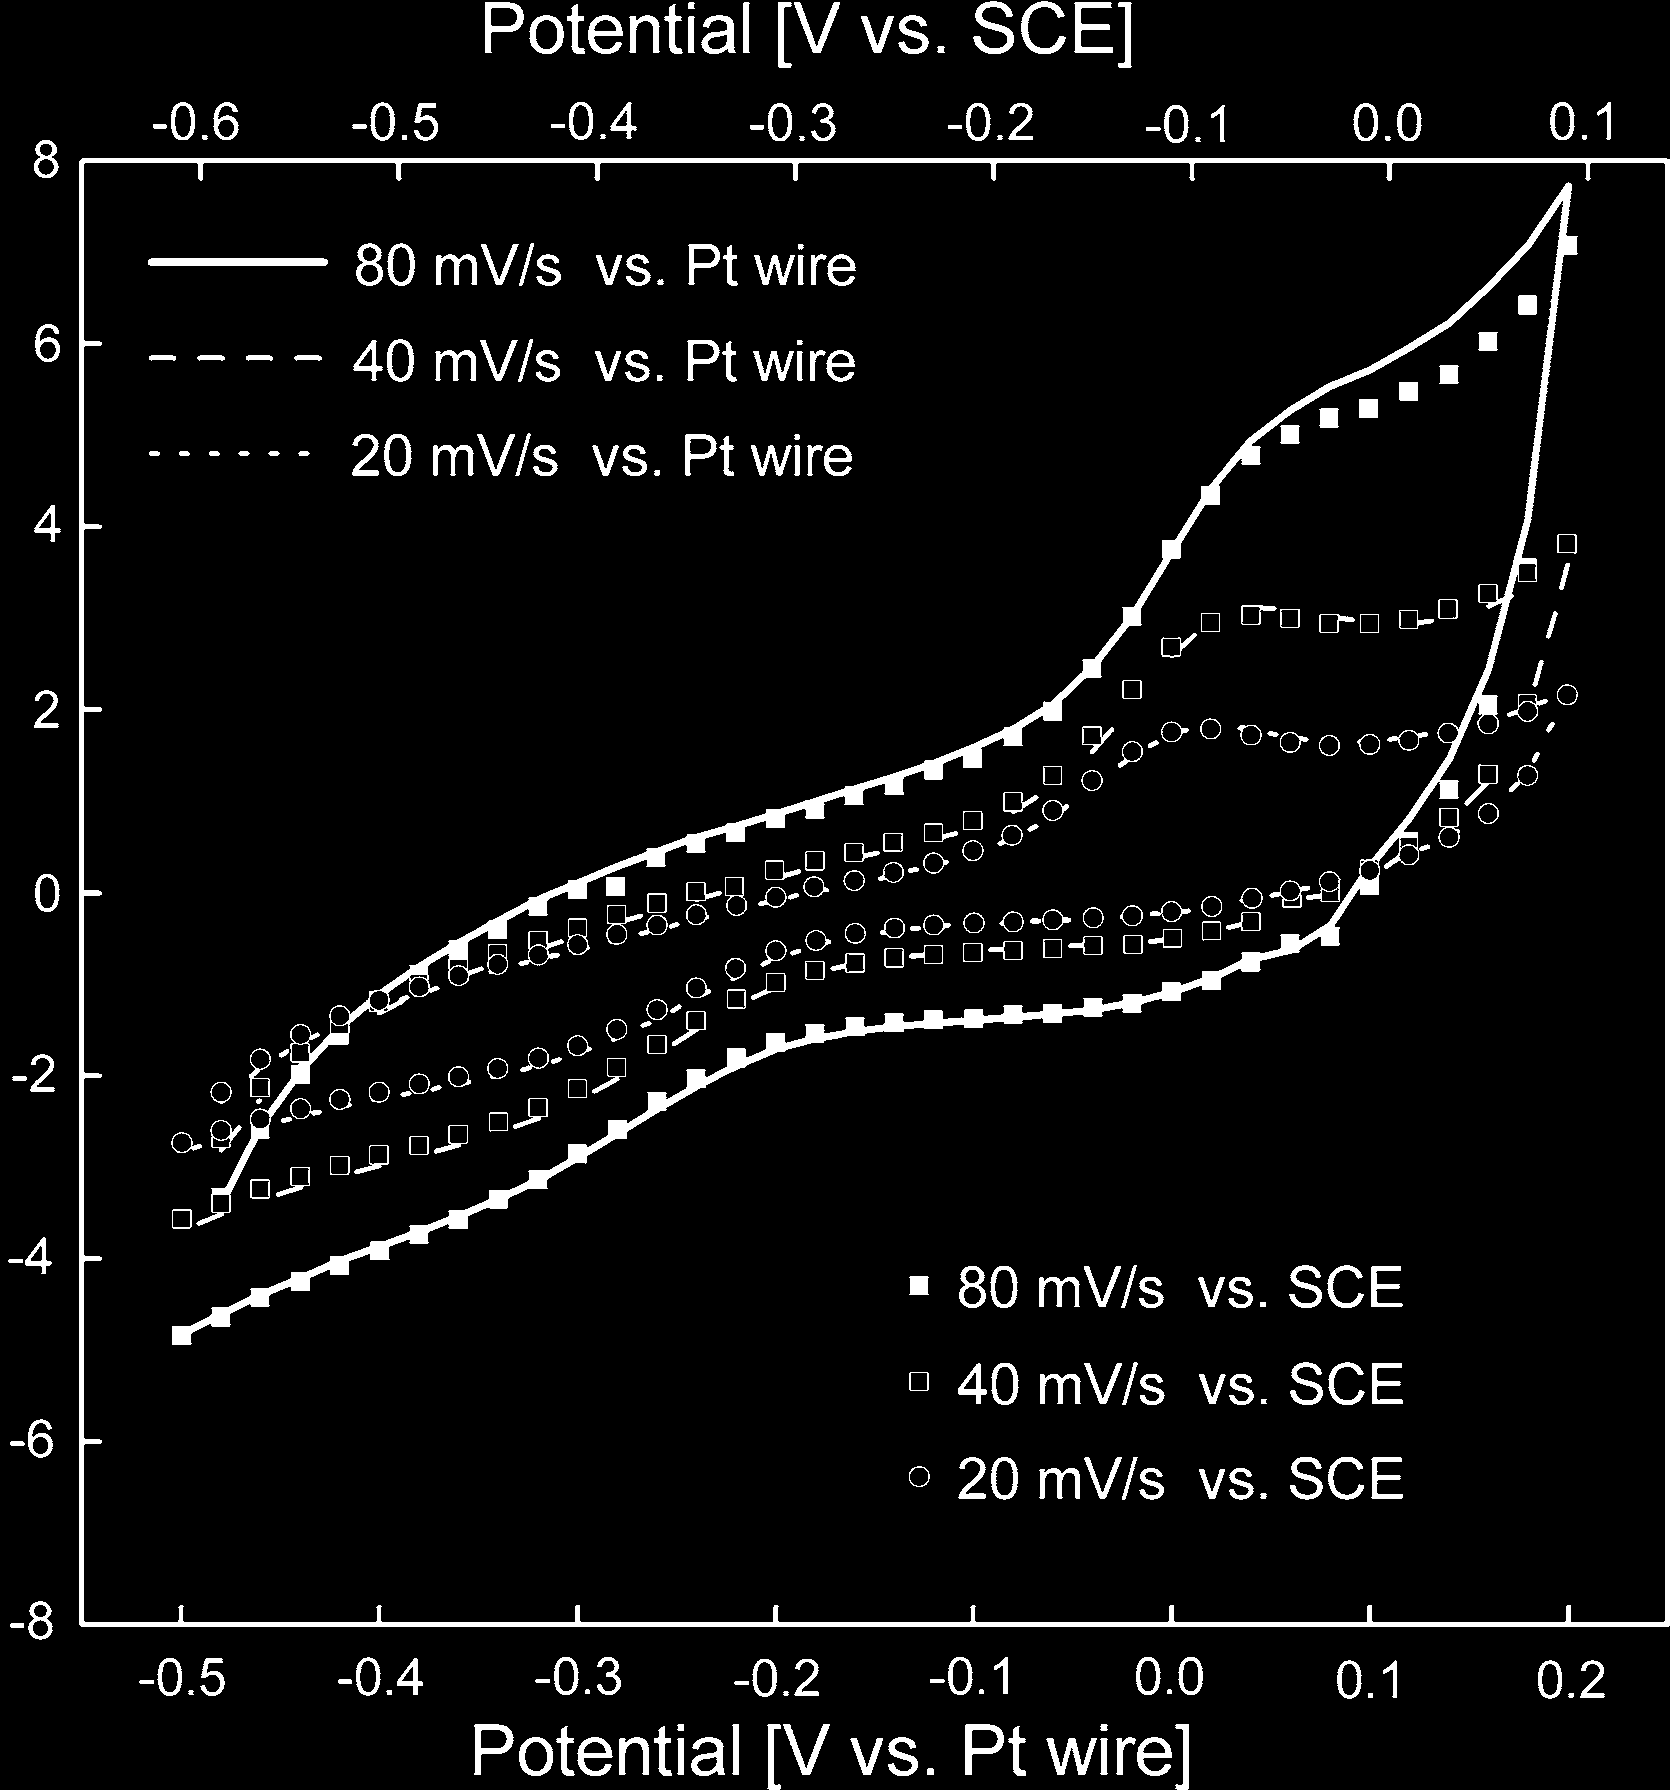 Potential [V vs. SCE]
-0.6 -0.5 -0.4 -0.3 -0.2 -0.1 0.0 0.1
8
80 mV/s vs. Pt wire
6
40 mV/s vs. Pt wire
20 mV/s vs. Pt wire
4
2
0
-2
-4
80 mV/s vs. SCE
40 mV/s vs. SCE
-6
20 mV/s vs. SCE
-8
-0.5 -0.4 -0.3 -0.2 -0.1 0.0 0.1 0.2
Potential [V vs. Pt wire]